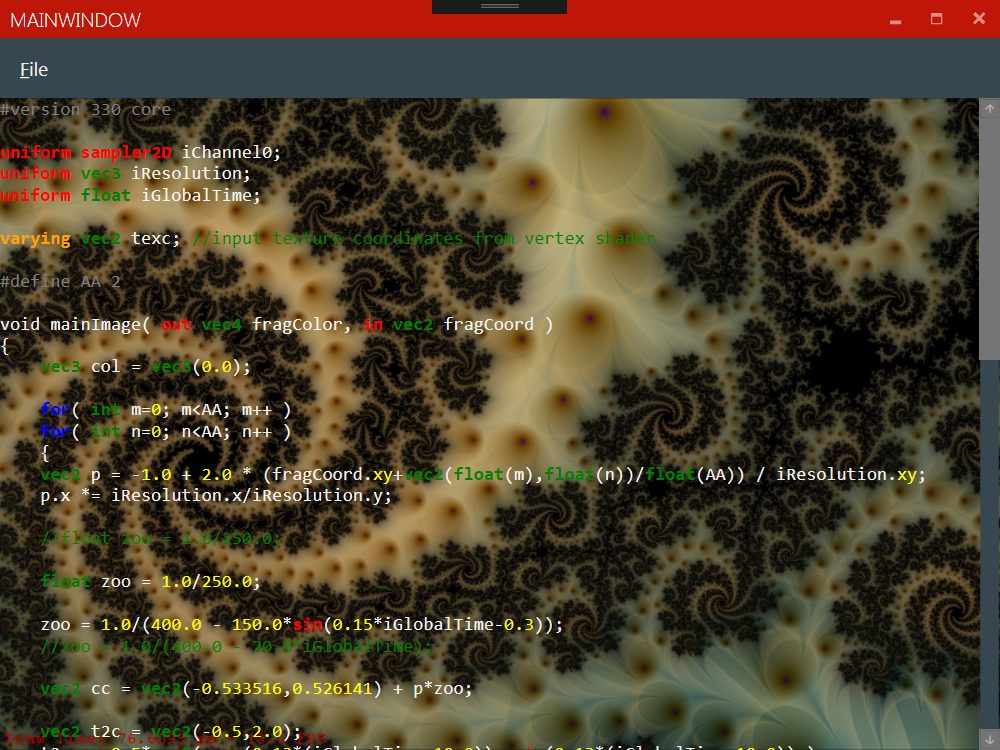 MAINWINDOW
File
#version 330 core
uniform sampler2D iChannel0;
uniform vec3 iResolution;
uniform float iGlobalTime;
varying vec2 texc; //input texture coordinates from vertex shader
#define AA 2
void mainImage( out vec4 fragColor, in vec2 fragCoord )
{
vec3 col = vec3(0.0);
for( int m=0; m<AA; m++ )
for( int n=0; n<AA; n++ )
{
vec2 p = -1.0 + 2.0 * (fragCoord.xy+vec2(float(m),float(n))/float(AA)) / iResolution.xy;
p.x *= iResolution.x/iResolution.y;
//float zoo = 1.0/250.0;
float zoo = 1.0/250.0;
zoo = 1.0/(400.0 - 150.0*sin(0.15*iGlobalTime-0.3));
//zoo = 1.0/(400.0 - 20.0*iGlobalTime);
vec2 cc = vec2(-0.533516,0.526141) + p*zoo;
vec2 t2c = vec2(-0.5,2.0);
Draw Time: